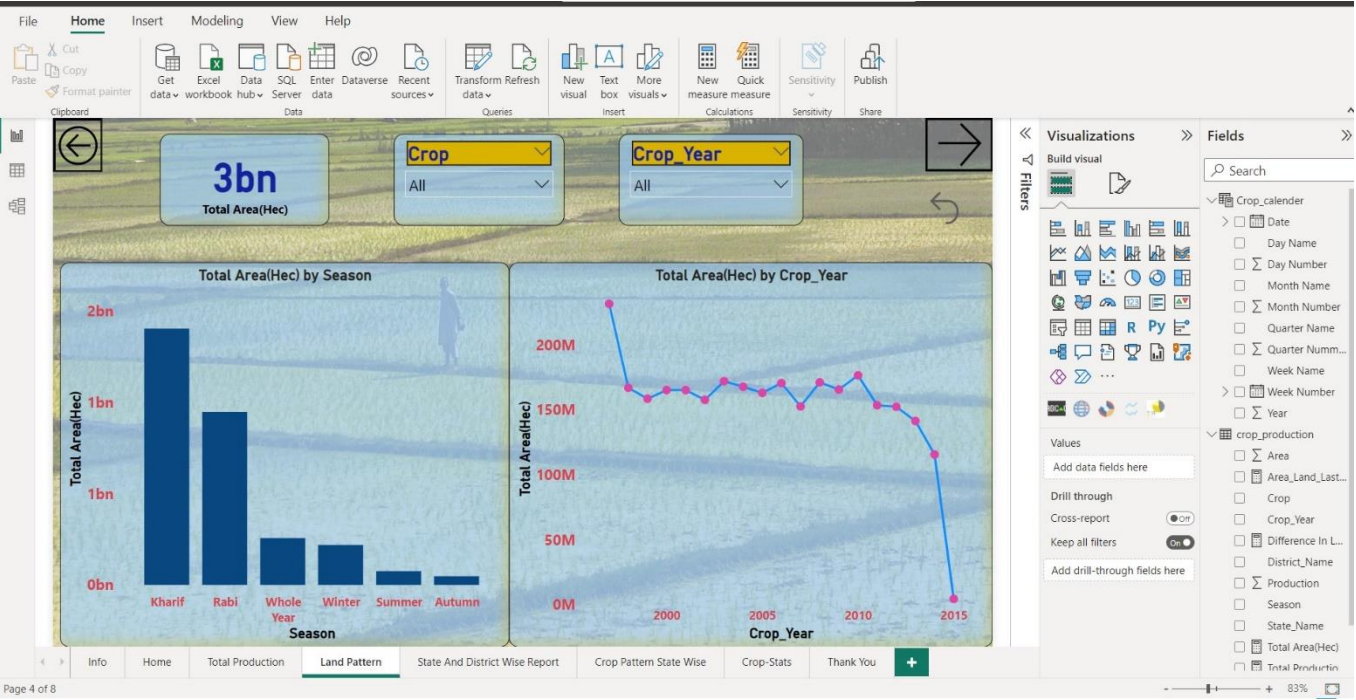 File Home Insert Modeling View Help
Paste
Cut
Copy
Format painter
Clipboard
Get data
Excel workbook
Data hub
SQL Server
Enter data
Dataverse
Recent sources
Data
Transform data
Refresh
Queries
New visual
Text box
More visuals
Insert
New measure
Quick measure
Calculations
Sensitivity
Sensitivity
Publish
Share
3bn
Total Area(Hec)
Crop
All
Crop_Year
All
Total Area(Hec) by Season
2bn
1bn
1bn
0bn
Total Area(Hec)
Kharif Rabi Whole Year Winter Summer Autumn
Season
Total Area(Hec) by Crop_Year
200M
150M
100M
50M
0M
Total Area(Hec)
2000 2005 2010 2015
Crop_Year
Filters
Visualizations
Build visual
R Py
123
Values
Add data fields here
Drill through
Cross-report
Off
Keep all filters
On
Add drill-through fields here
Fields
Search
Crop_calender
Date
Day Name
Day Number
Month Name
Month Number
Quarter Name
Quarter Numm...
Week Name
Week Number
Year
crop_production
Area
Area_Land_Last...
Crop
Crop_Year
Difference In L...
District_Name
Production
Season
State_Name
Total Area(Hec)
Total Productio
Info Home Total Production Land Pattern State And District Wise Report Crop Pattern State Wise Crop-Stats Thank You +
Page 4 of 8
- + 83%